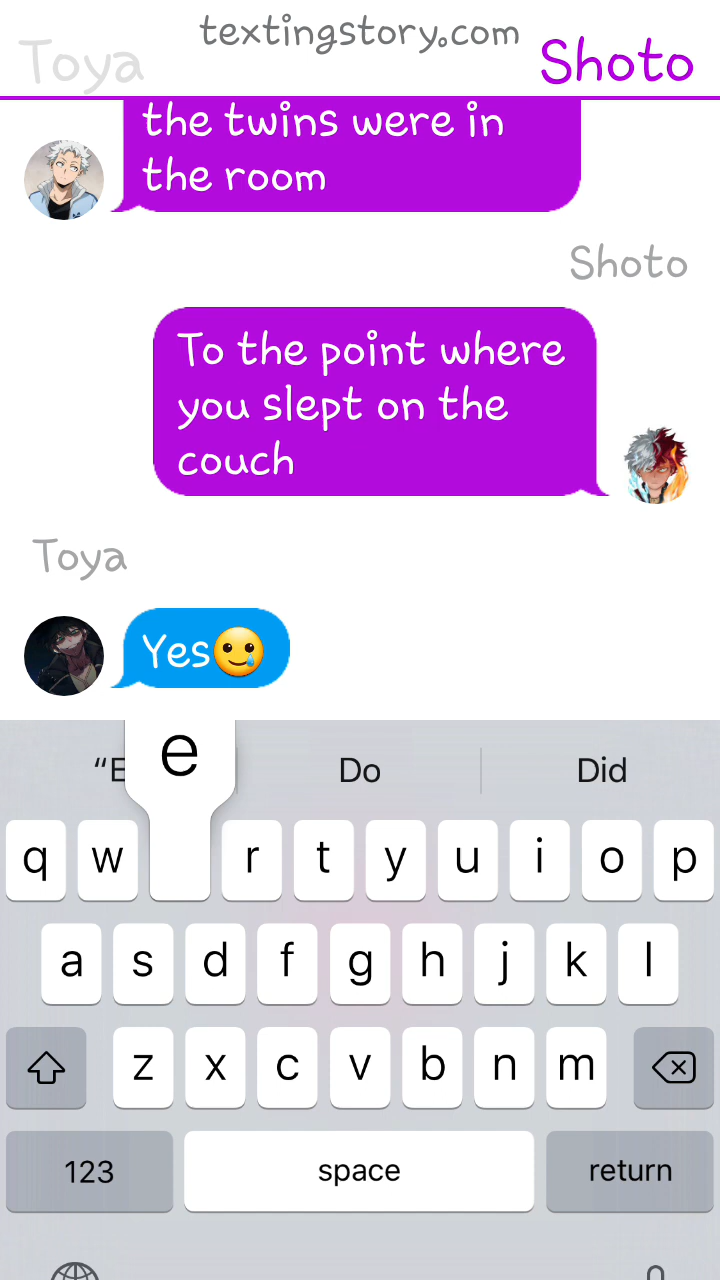 textingstory.com
Toya
Shoto
the twins were in
the room
Shoto
To the point where
you slept on the
couch
Toya
Yes🥲
“E
e
Do
Did
q w r t y u i o p
a s d f g h j k l
z x c v b n m
123
space
return